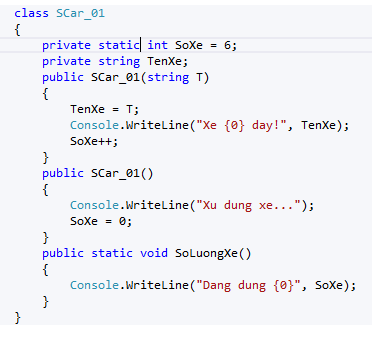 class SCar_01
{
private static int SoXe = 6;
private string TenXe;
public SCar_01(string T)
{
TenXe = T;
Console.WriteLine("Xe {0} day!", TenXe);
SoXe++;
}
public SCar_01()
{
Console.WriteLine("Xu dung xe...");
SoXe = 0;
}
public static void SoLuongXe()
{
Console.WriteLine("Dang dung {0}", SoXe);
}
}